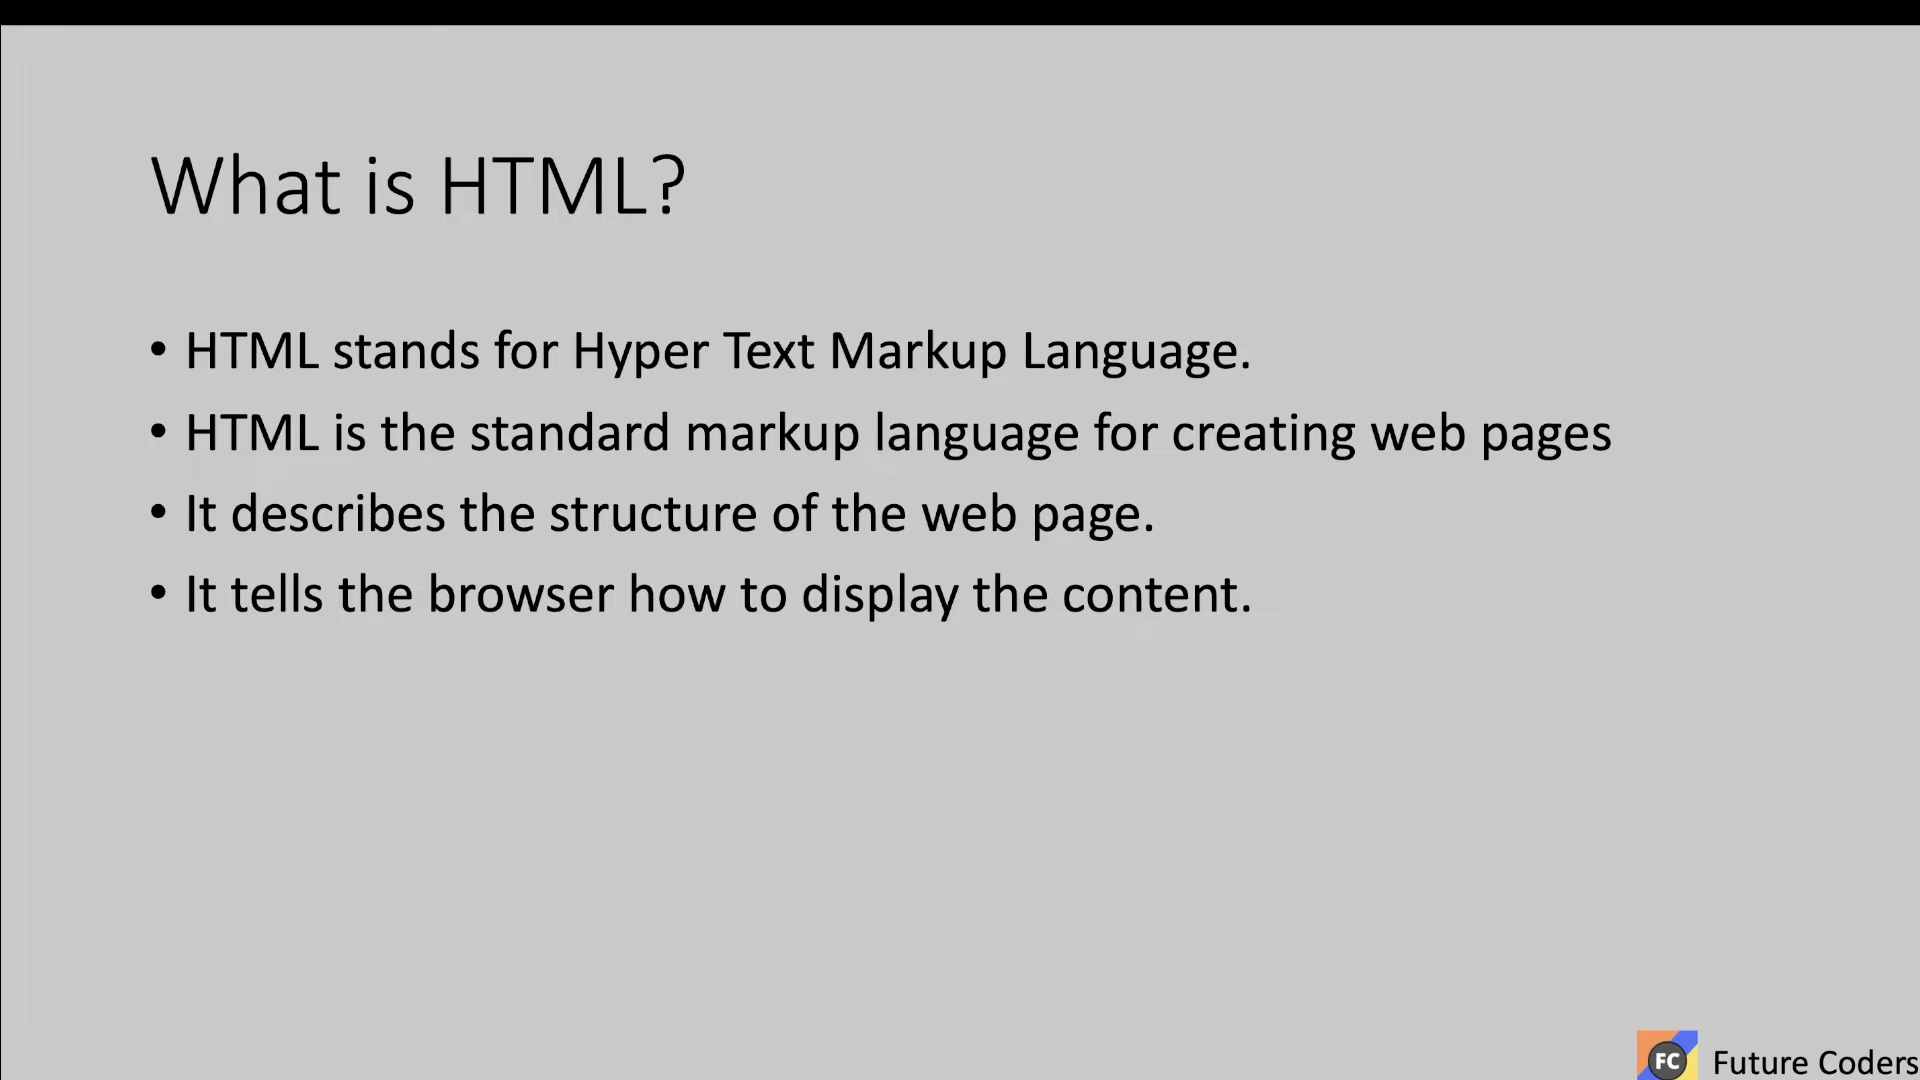 What is HTML?
• HTML stands for Hyper Text Markup Language.
• HTML is the standard markup language for creating web pages
• It describes the structure of the web page.
• It tells the browser how to display the content.
FC Future Coders